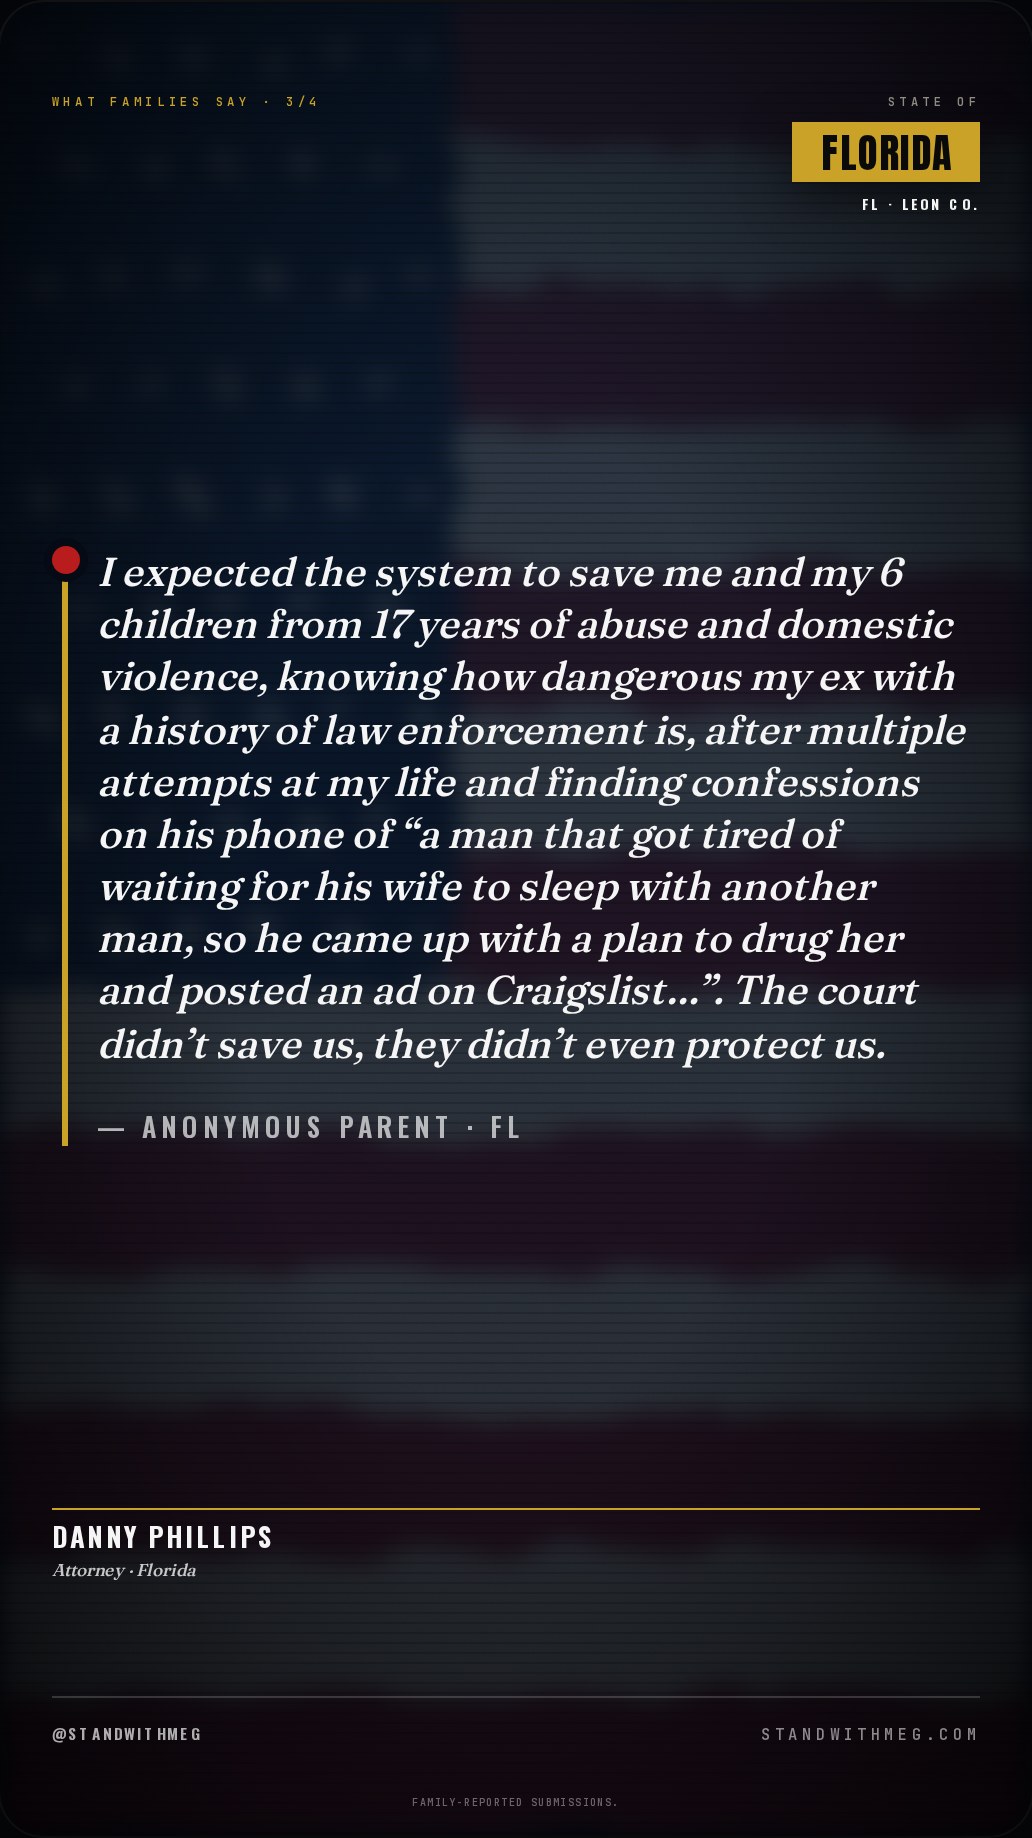 WHAT FAMILIES SAY · 3/4
STATE OF
FLORIDA
FL · LEON CO.
I expected the system to save me and my 6
children from 17 years of abuse and domestic
violence, knowing how dangerous my ex with
a history of law enforcement is, after multiple
attempts at my life and finding confessions
on his phone of “a man that got tired of
waiting for his wife to sleep with another
man, so he came up with a plan to drug her
and posted an ad on Craigslist...”. The court
didn’t save us, they didn’t even protect us.
— ANONYMOUS PARENT · FL
DANNY PHILLIPS
Attorney · Florida
@STANDWITHMEG
STANDWITHMEG.COM
FAMILY-REPORTED SUBMISSIONS.